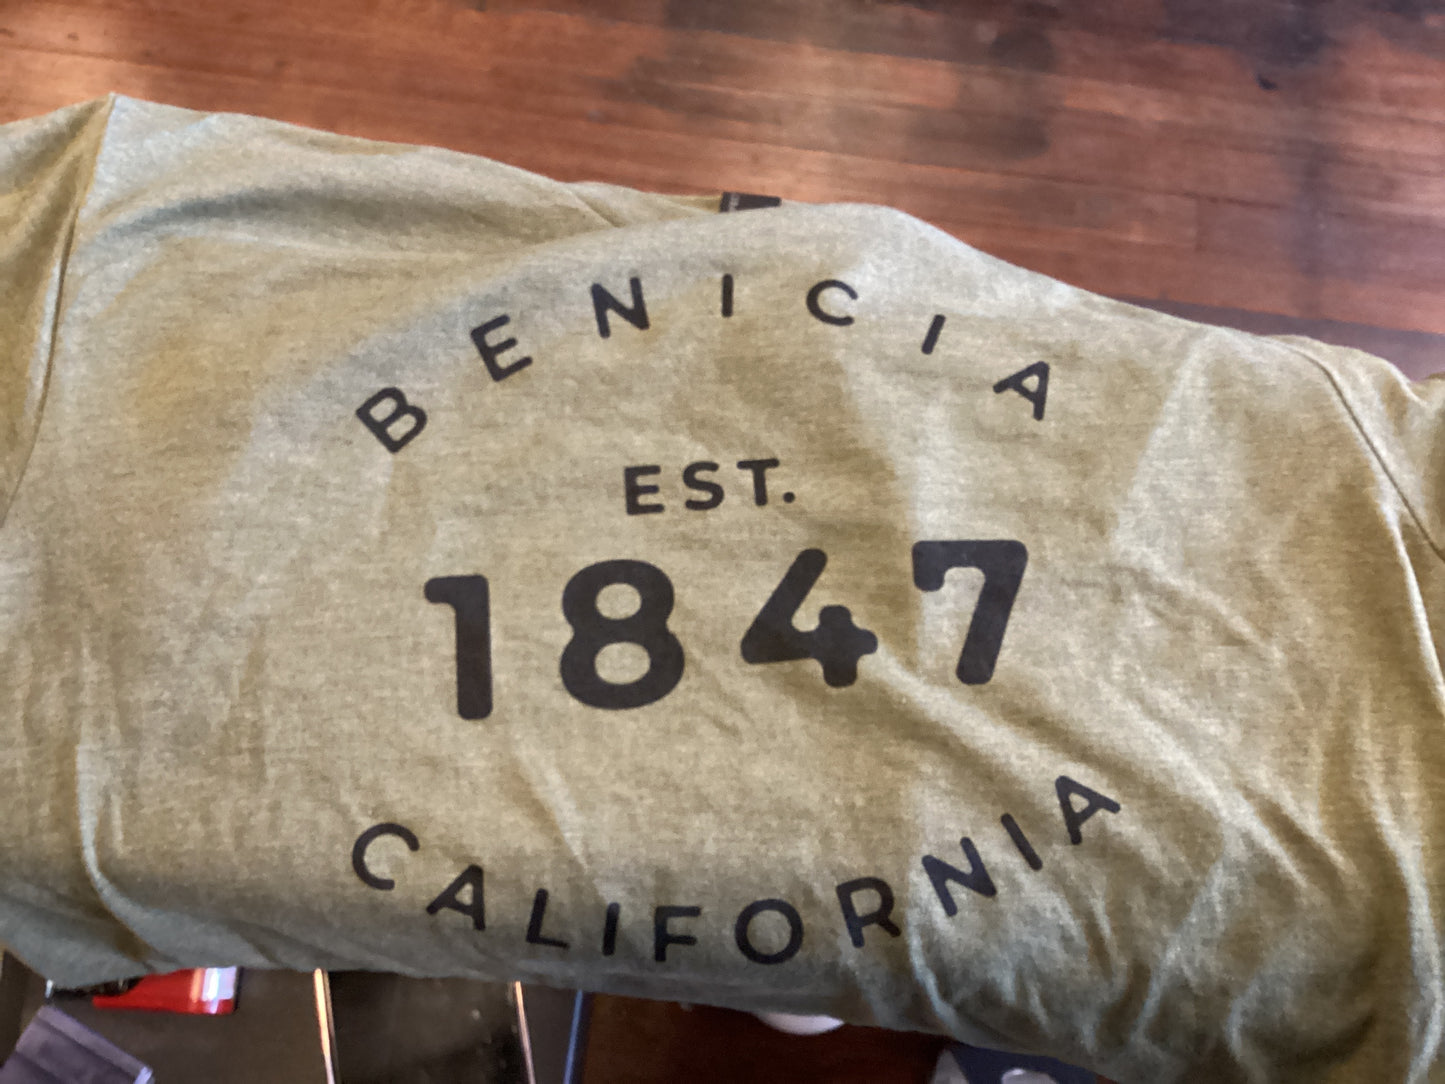 BENICIA
EST.
1847
CALIFORNIA